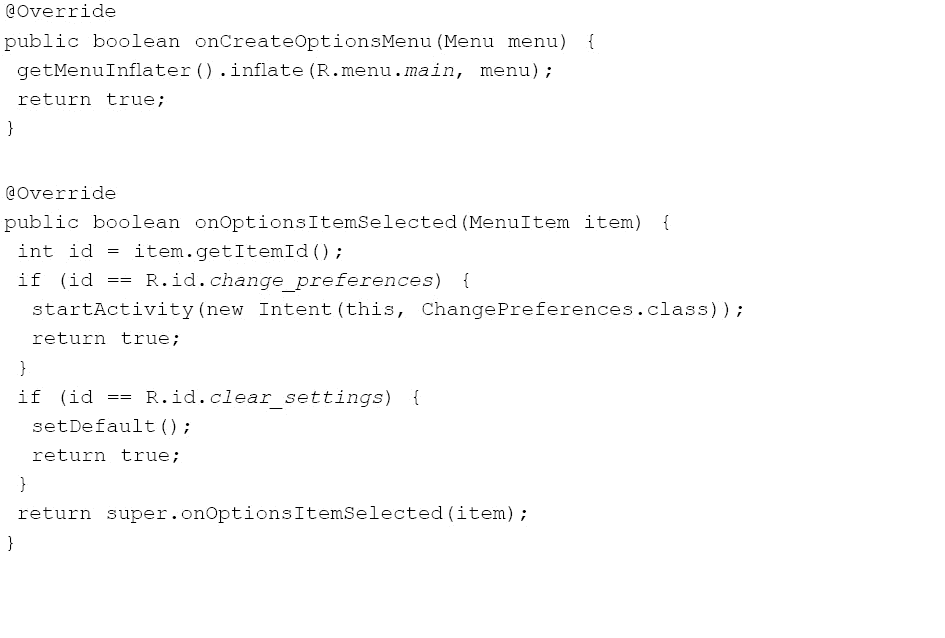 @Override
public boolean onCreateOptionsMenu(Menu menu) {
 getMenuInflater().inflate(R.menu.main, menu);
 return true;
}

@Override
public boolean onOptionsItemSelected(MenuItem item) {
 int id = item.getItemId();
 if (id == R.id.change_preferences) {
  startActivity(new Intent(this, ChangePreferences.class));
  return true;
 }
 if (id == R.id.clear_settings) {
  setDefault();
  return true;
 }
 return super.onOptionsItemSelected(item);
}